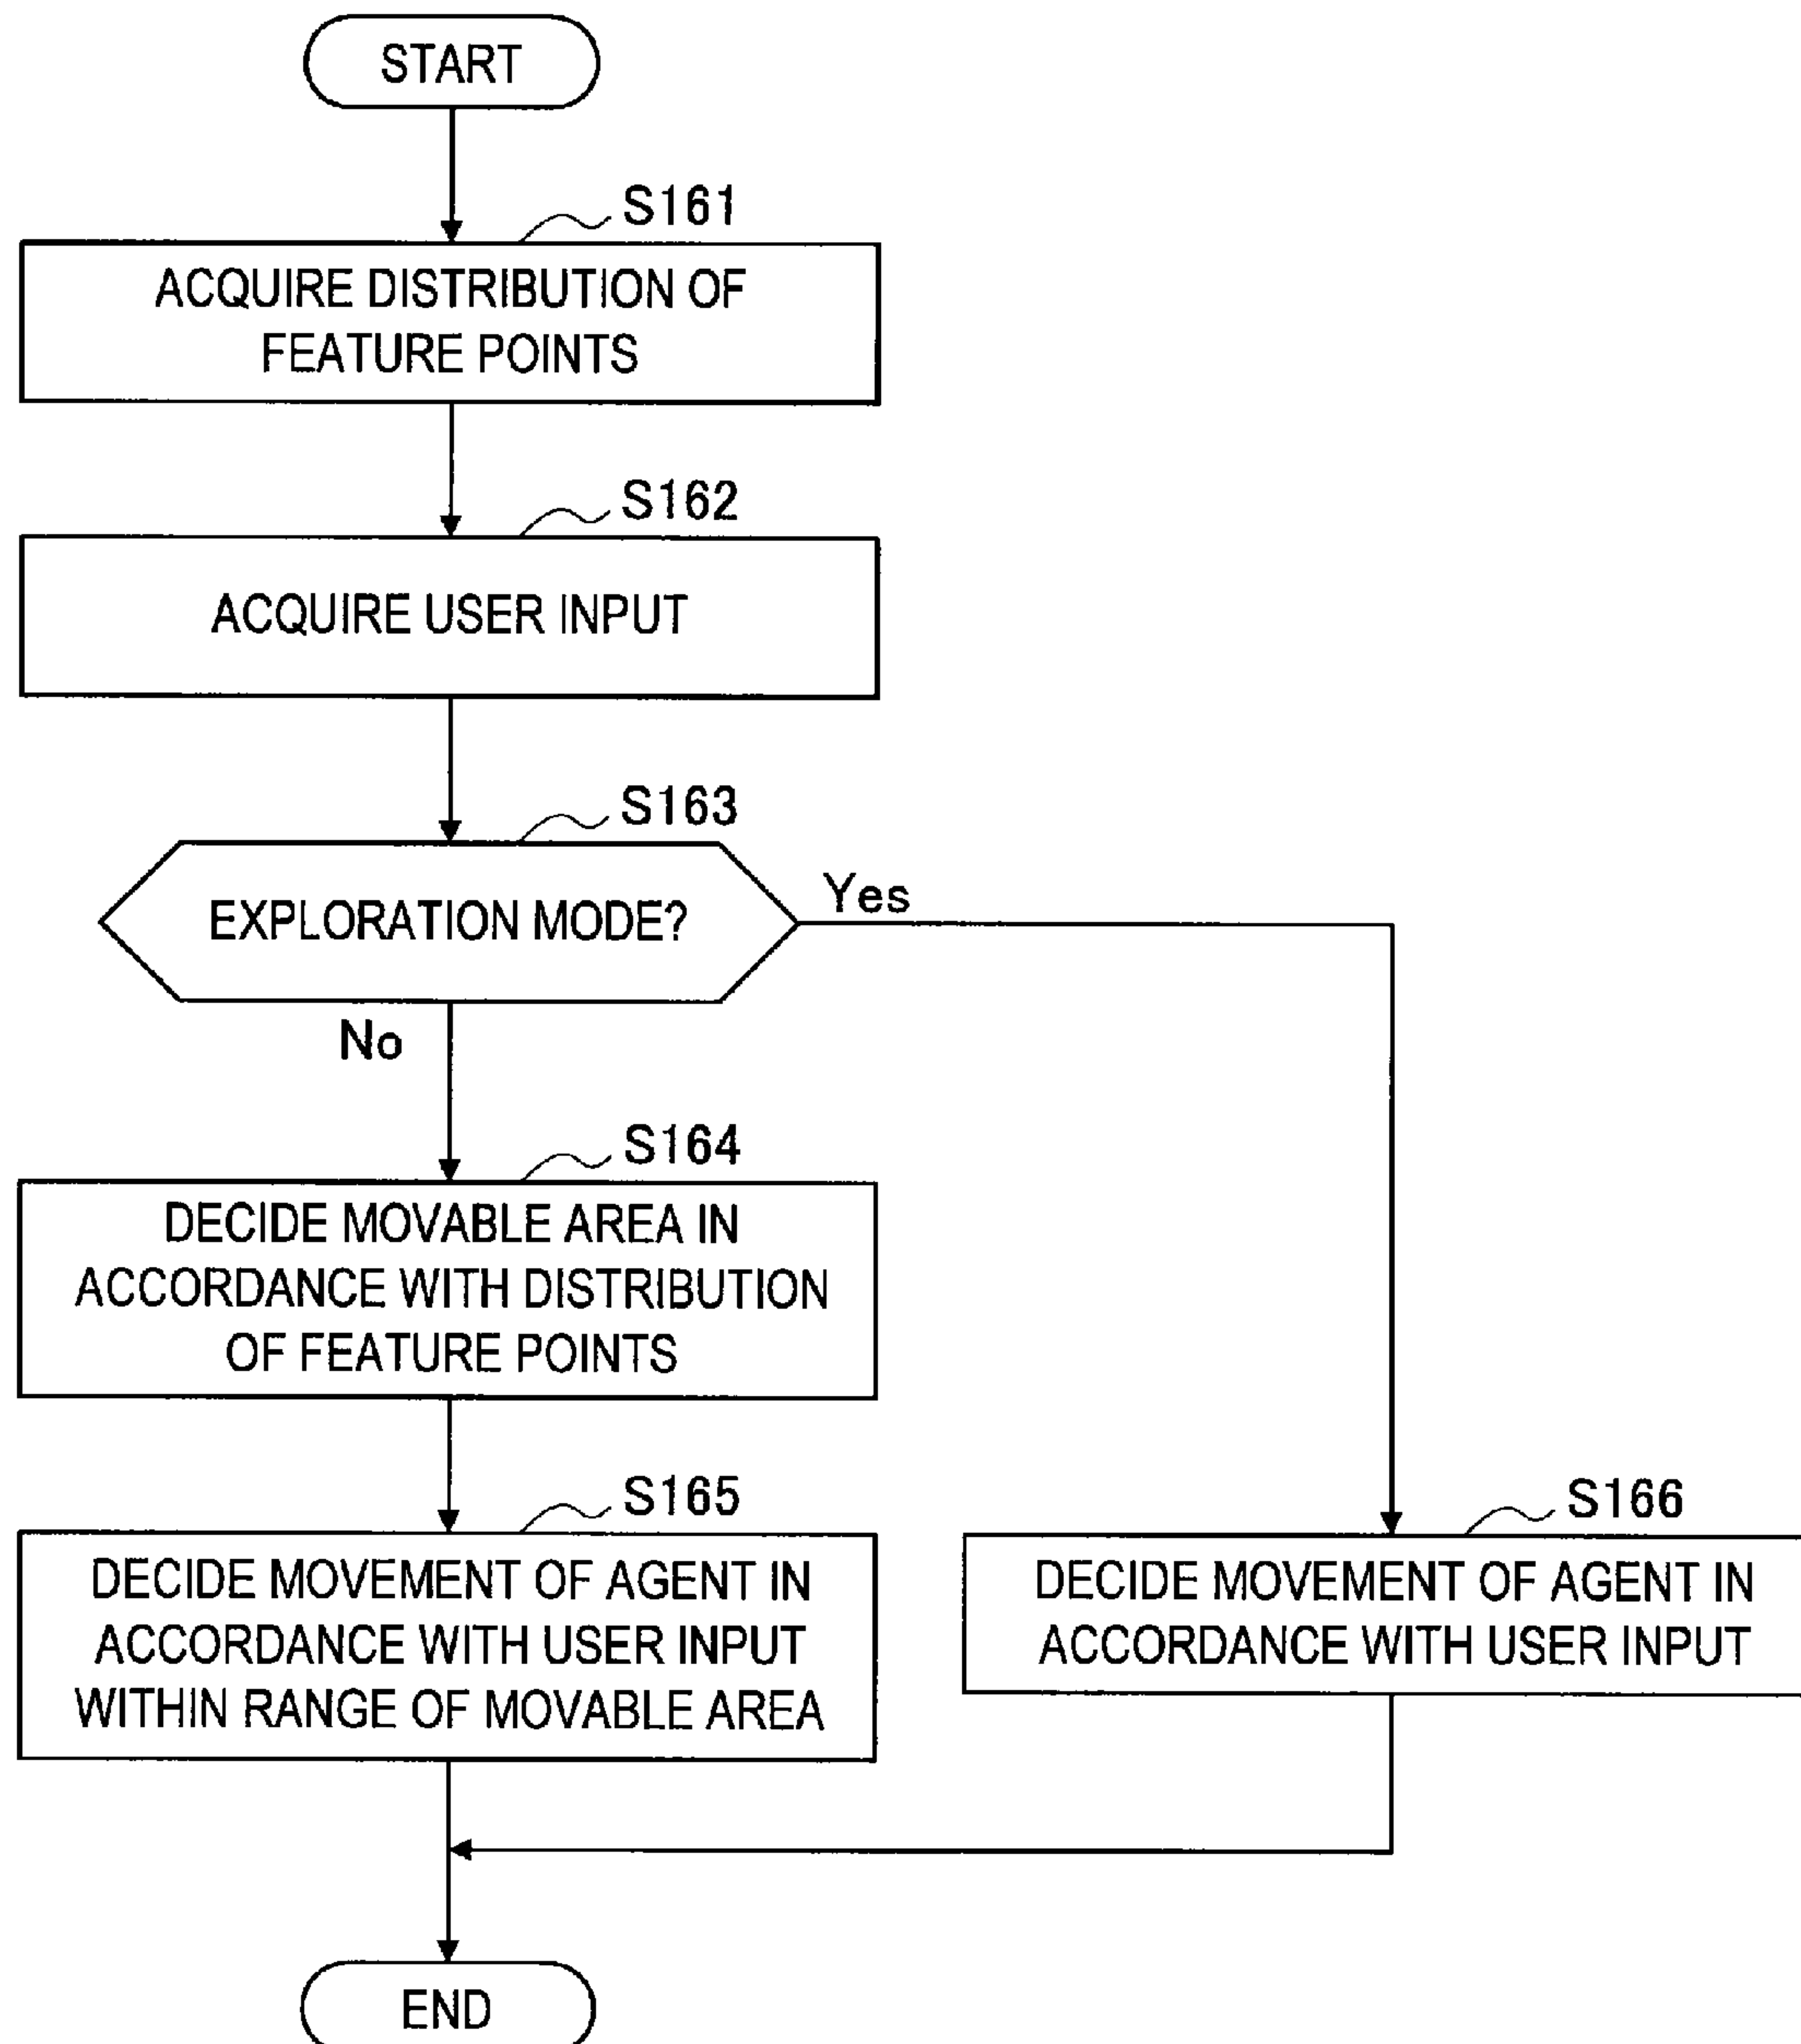 START
S161
ACQUIRE DISTRIBUTION OF
FEATURE POINTS
S162
ACQUIRE USER INPUT
S163
EXPLORATION MODE?
Yes
No
S164
DECIDE MOVABLE AREA IN
ACCORDANCE WITH DISTRIBUTION
OF FEATURE POINTS
S165
DECIDE MOVEMENT OF AGENT IN
ACCORDANCE WITH USER INPUT
WITHIN RANGE OF MOVABLE AREA
S166
DECIDE MOVEMENT OF AGENT IN
ACCORDANCE WITH USER INPUT
END